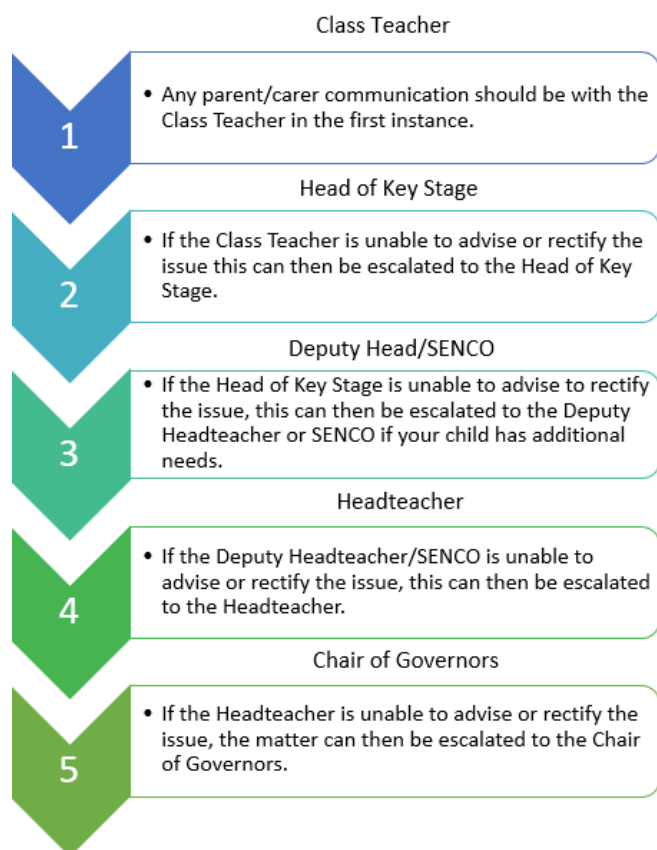 Class Teacher
1
• Any parent/carer communication should be with the
Class Teacher in the first instance.
Head of Key Stage
2
• If the Class Teacher is unable to advise or rectify the
issue this can then be escalated to the Head of Key
Stage.
Deputy Head/SENCO
3
• If the Head of Key Stage is unable to advise to rectify
the issue, this can then be escalated to the Deputy
Headteacher or SENCO if your child has additional
needs.
Headteacher
4
• If the Deputy Headteacher/SENCO is unable to
advise or rectify the issue, this can then be escalated
to the Headteacher.
Chair of Governors
5
• If the Headteacher is unable to advise or rectify the
issue, the matter can then be escalated to the Chair
of Governors.